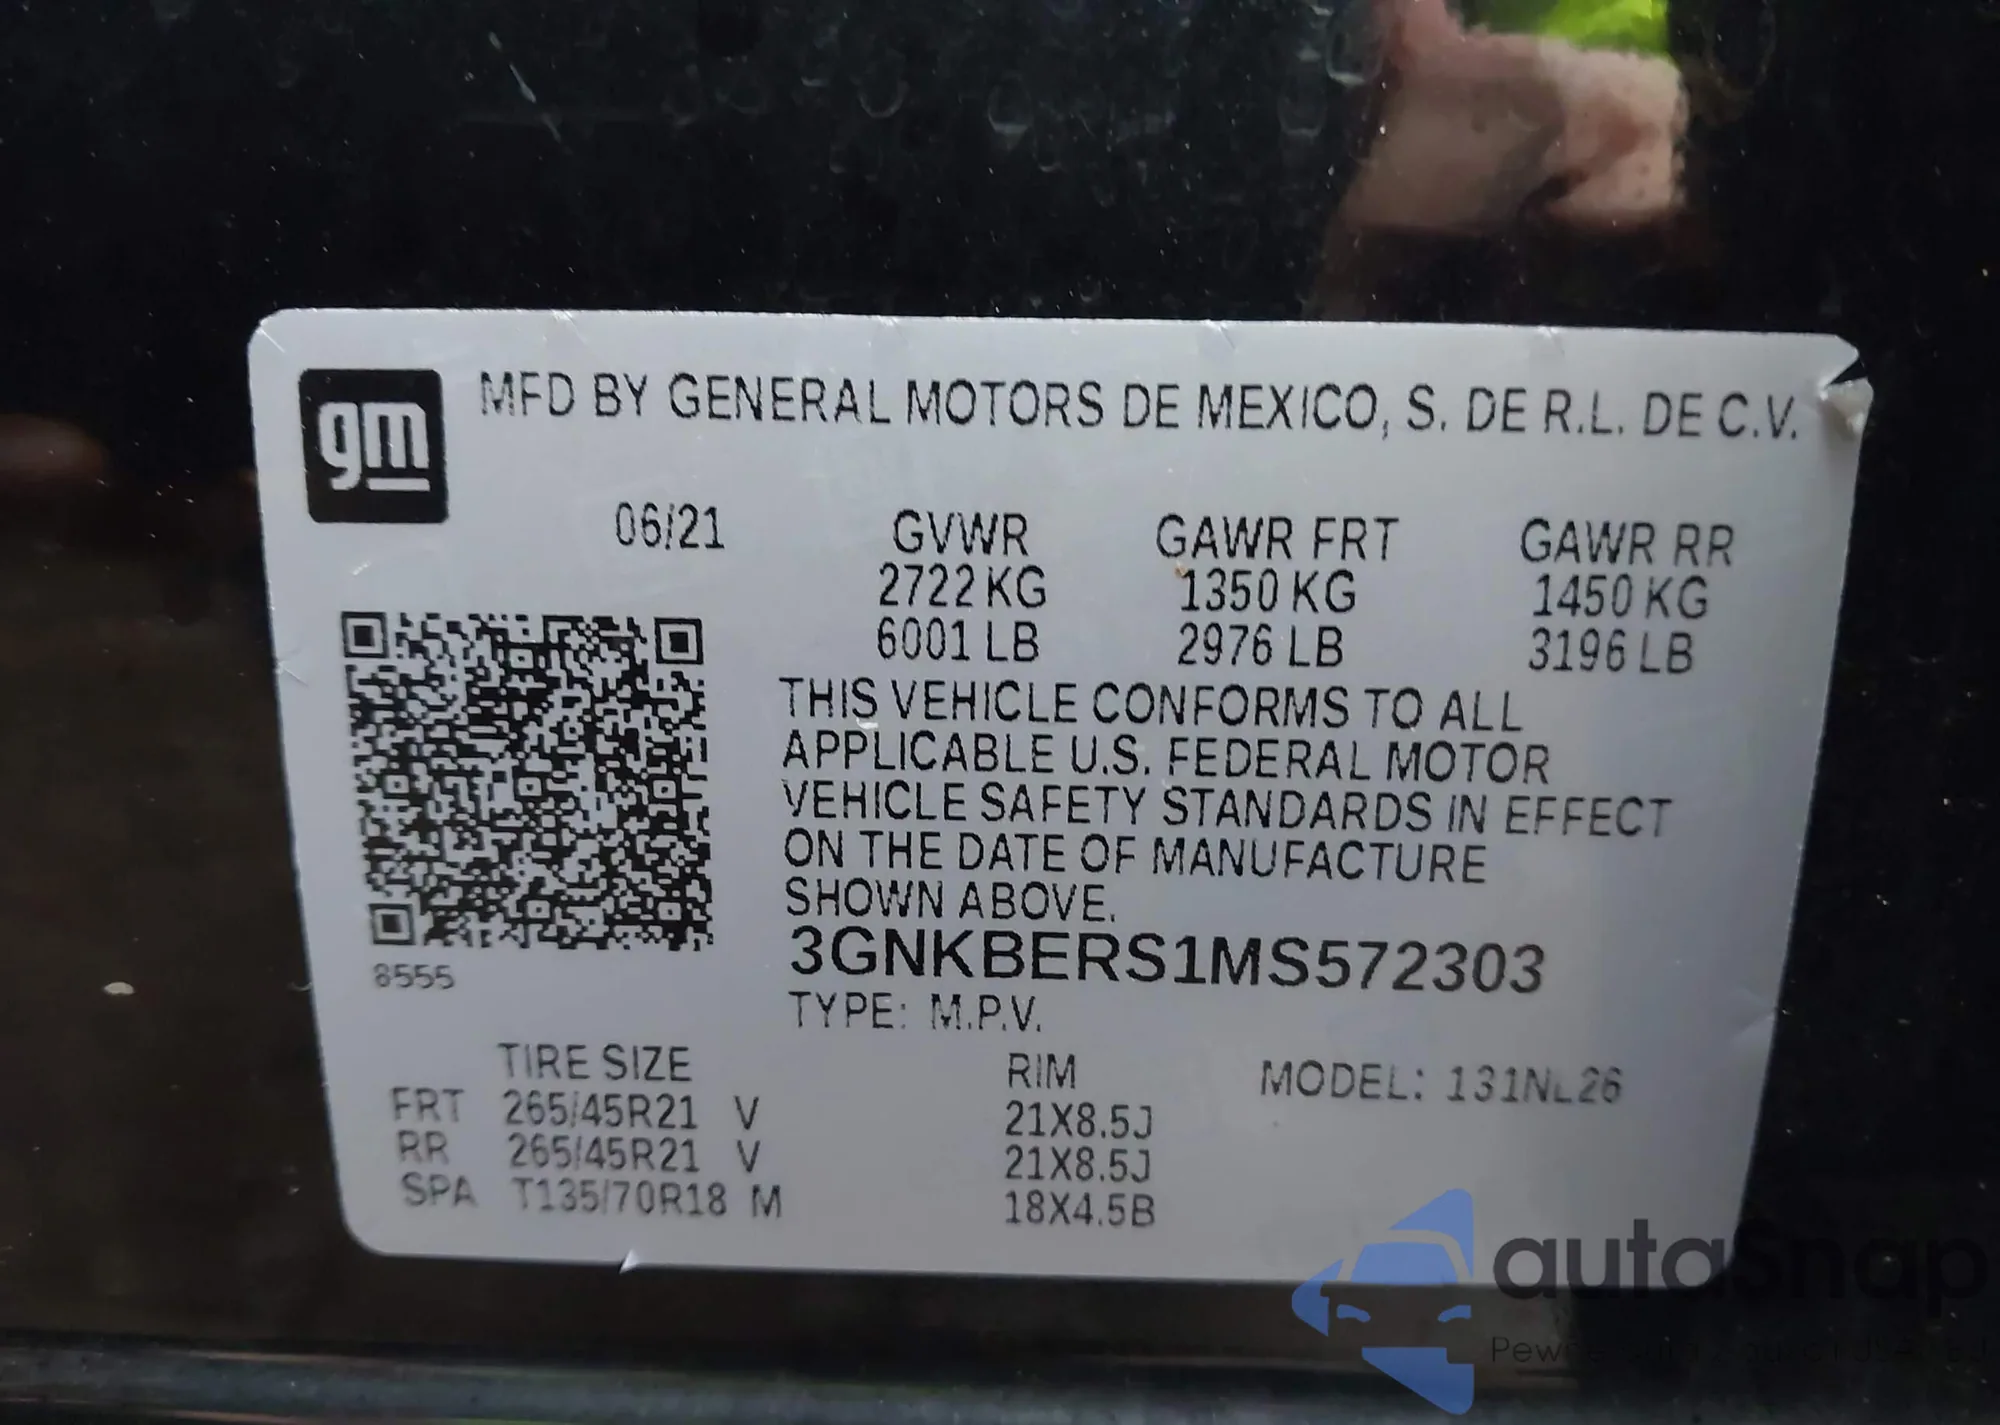 gm
MFD BY GENERAL MOTORS DE MEXICO, S. DE R.L. DE C.V.
06/21 GVWR GAWR FRT GAWR RR
2722 KG 1350 KG 1450 KG
6001 LB 2976 LB 3196 LB
THIS VEHICLE CONFORMS TO ALL
APPLICABLE U.S. FEDERAL MOTOR
VEHICLE SAFETY STANDARDS IN EFFECT
ON THE DATE OF MANUFACTURE
SHOWN ABOVE.
3GNKBERS1MS572303
8555
TYPE: M.P.V.
TIRE SIZE RIM MODEL: 131NL26
FRT 265/45R21 V 21X8.5J
RR 265/45R21 V 21X8.5J
SPA T135/70R18 M 18X4.5B
autasnap